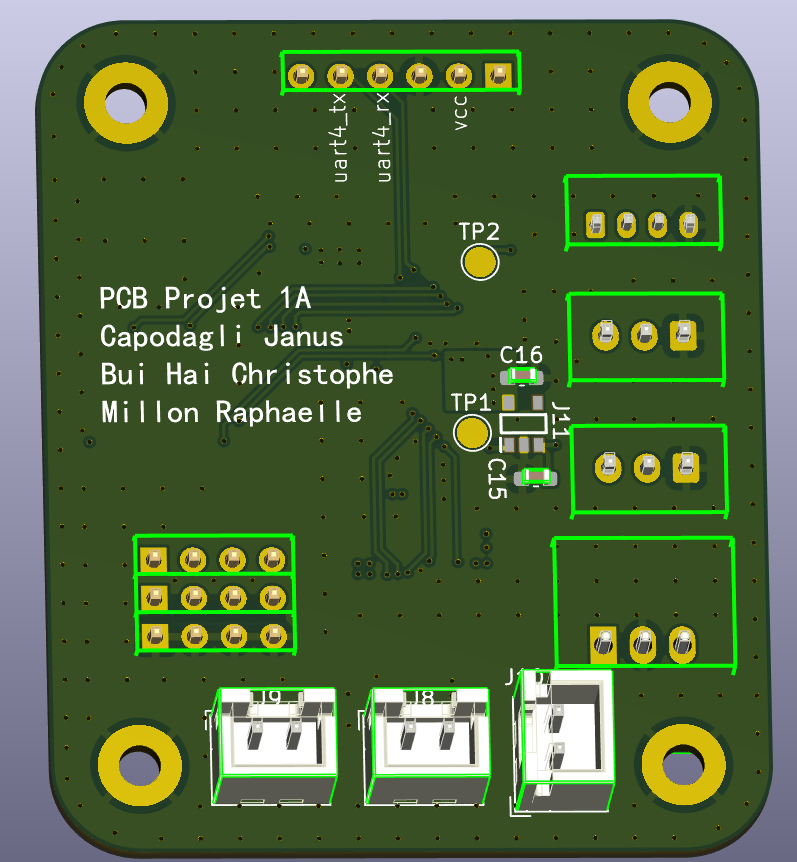 uart4_tx
uart4_rx
VCC
TP2
PCB Projet 1A
Capodagli Janus
Bui Hai Christophe
Millon Raphaelle
C16
TP1
J11
C15
J9
J8